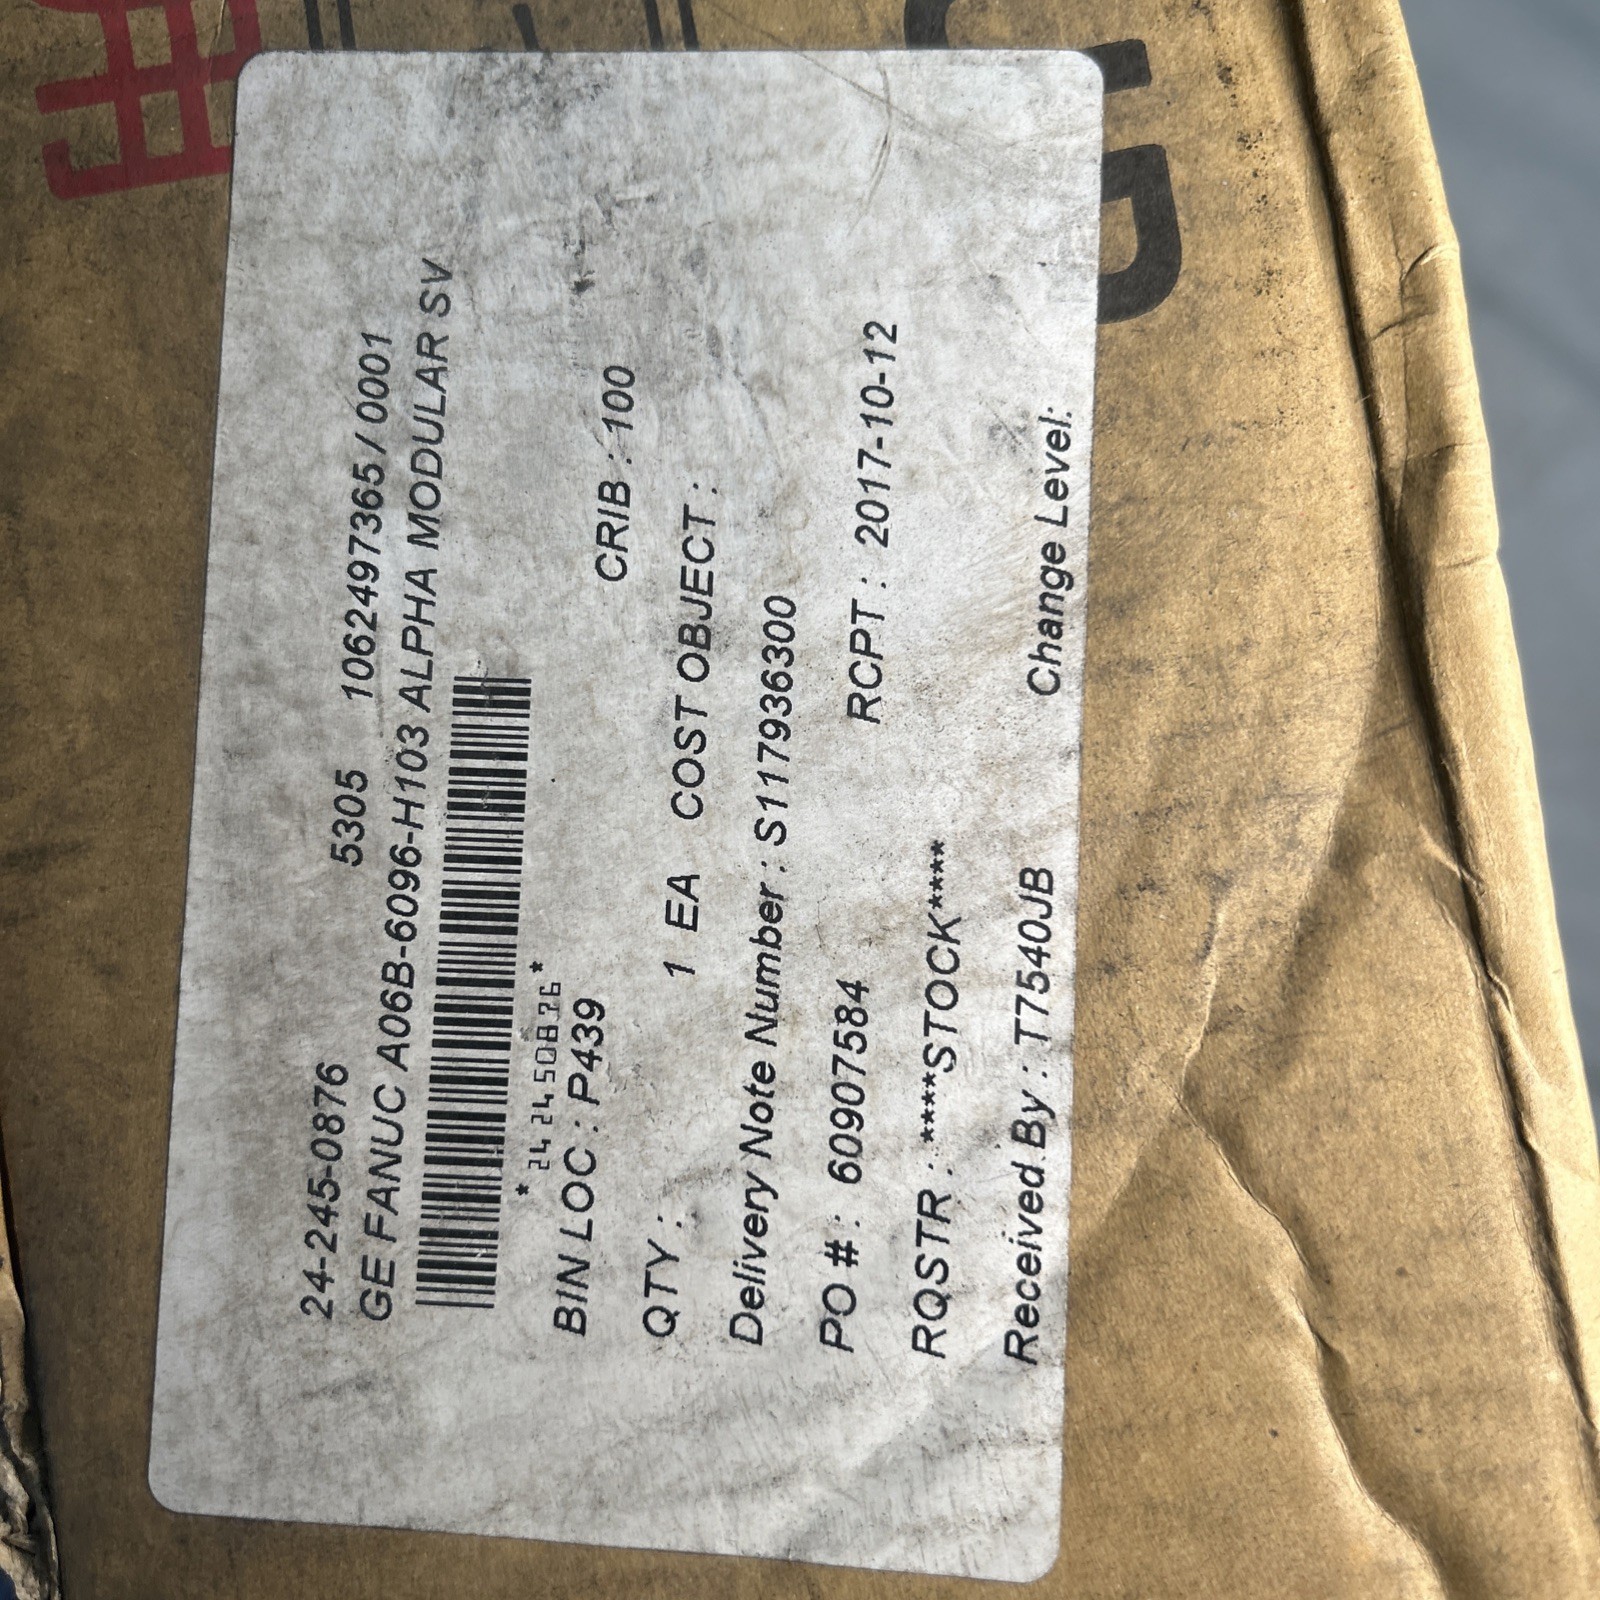 24-245-0876 5305 1062497365 / 0001
GE FANUC A06B-6096-H103 ALPHA MODULAR SV
* 24 2450876 *
BIN LOC : P439 CRIB : 100
QTY : 1 EA COST OBJECT :
Delivery Note Number : S117936300
PO # : 60907584 RCPT : 2017-10-12
RQSTR : ****STOCK****
Received By : T7540JB Change Level: